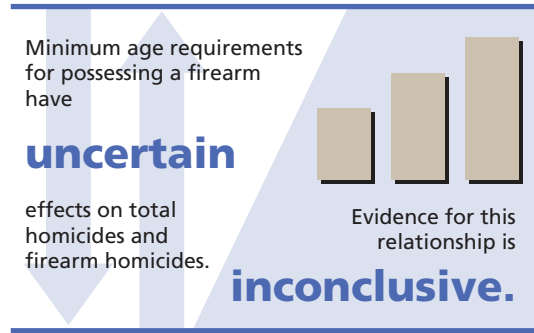 Minimum age requirements
for possessing a firearm
have
uncertain
effects on total
homicides and
firearm homicides.
Evidence for this
relationship is
inconclusive.